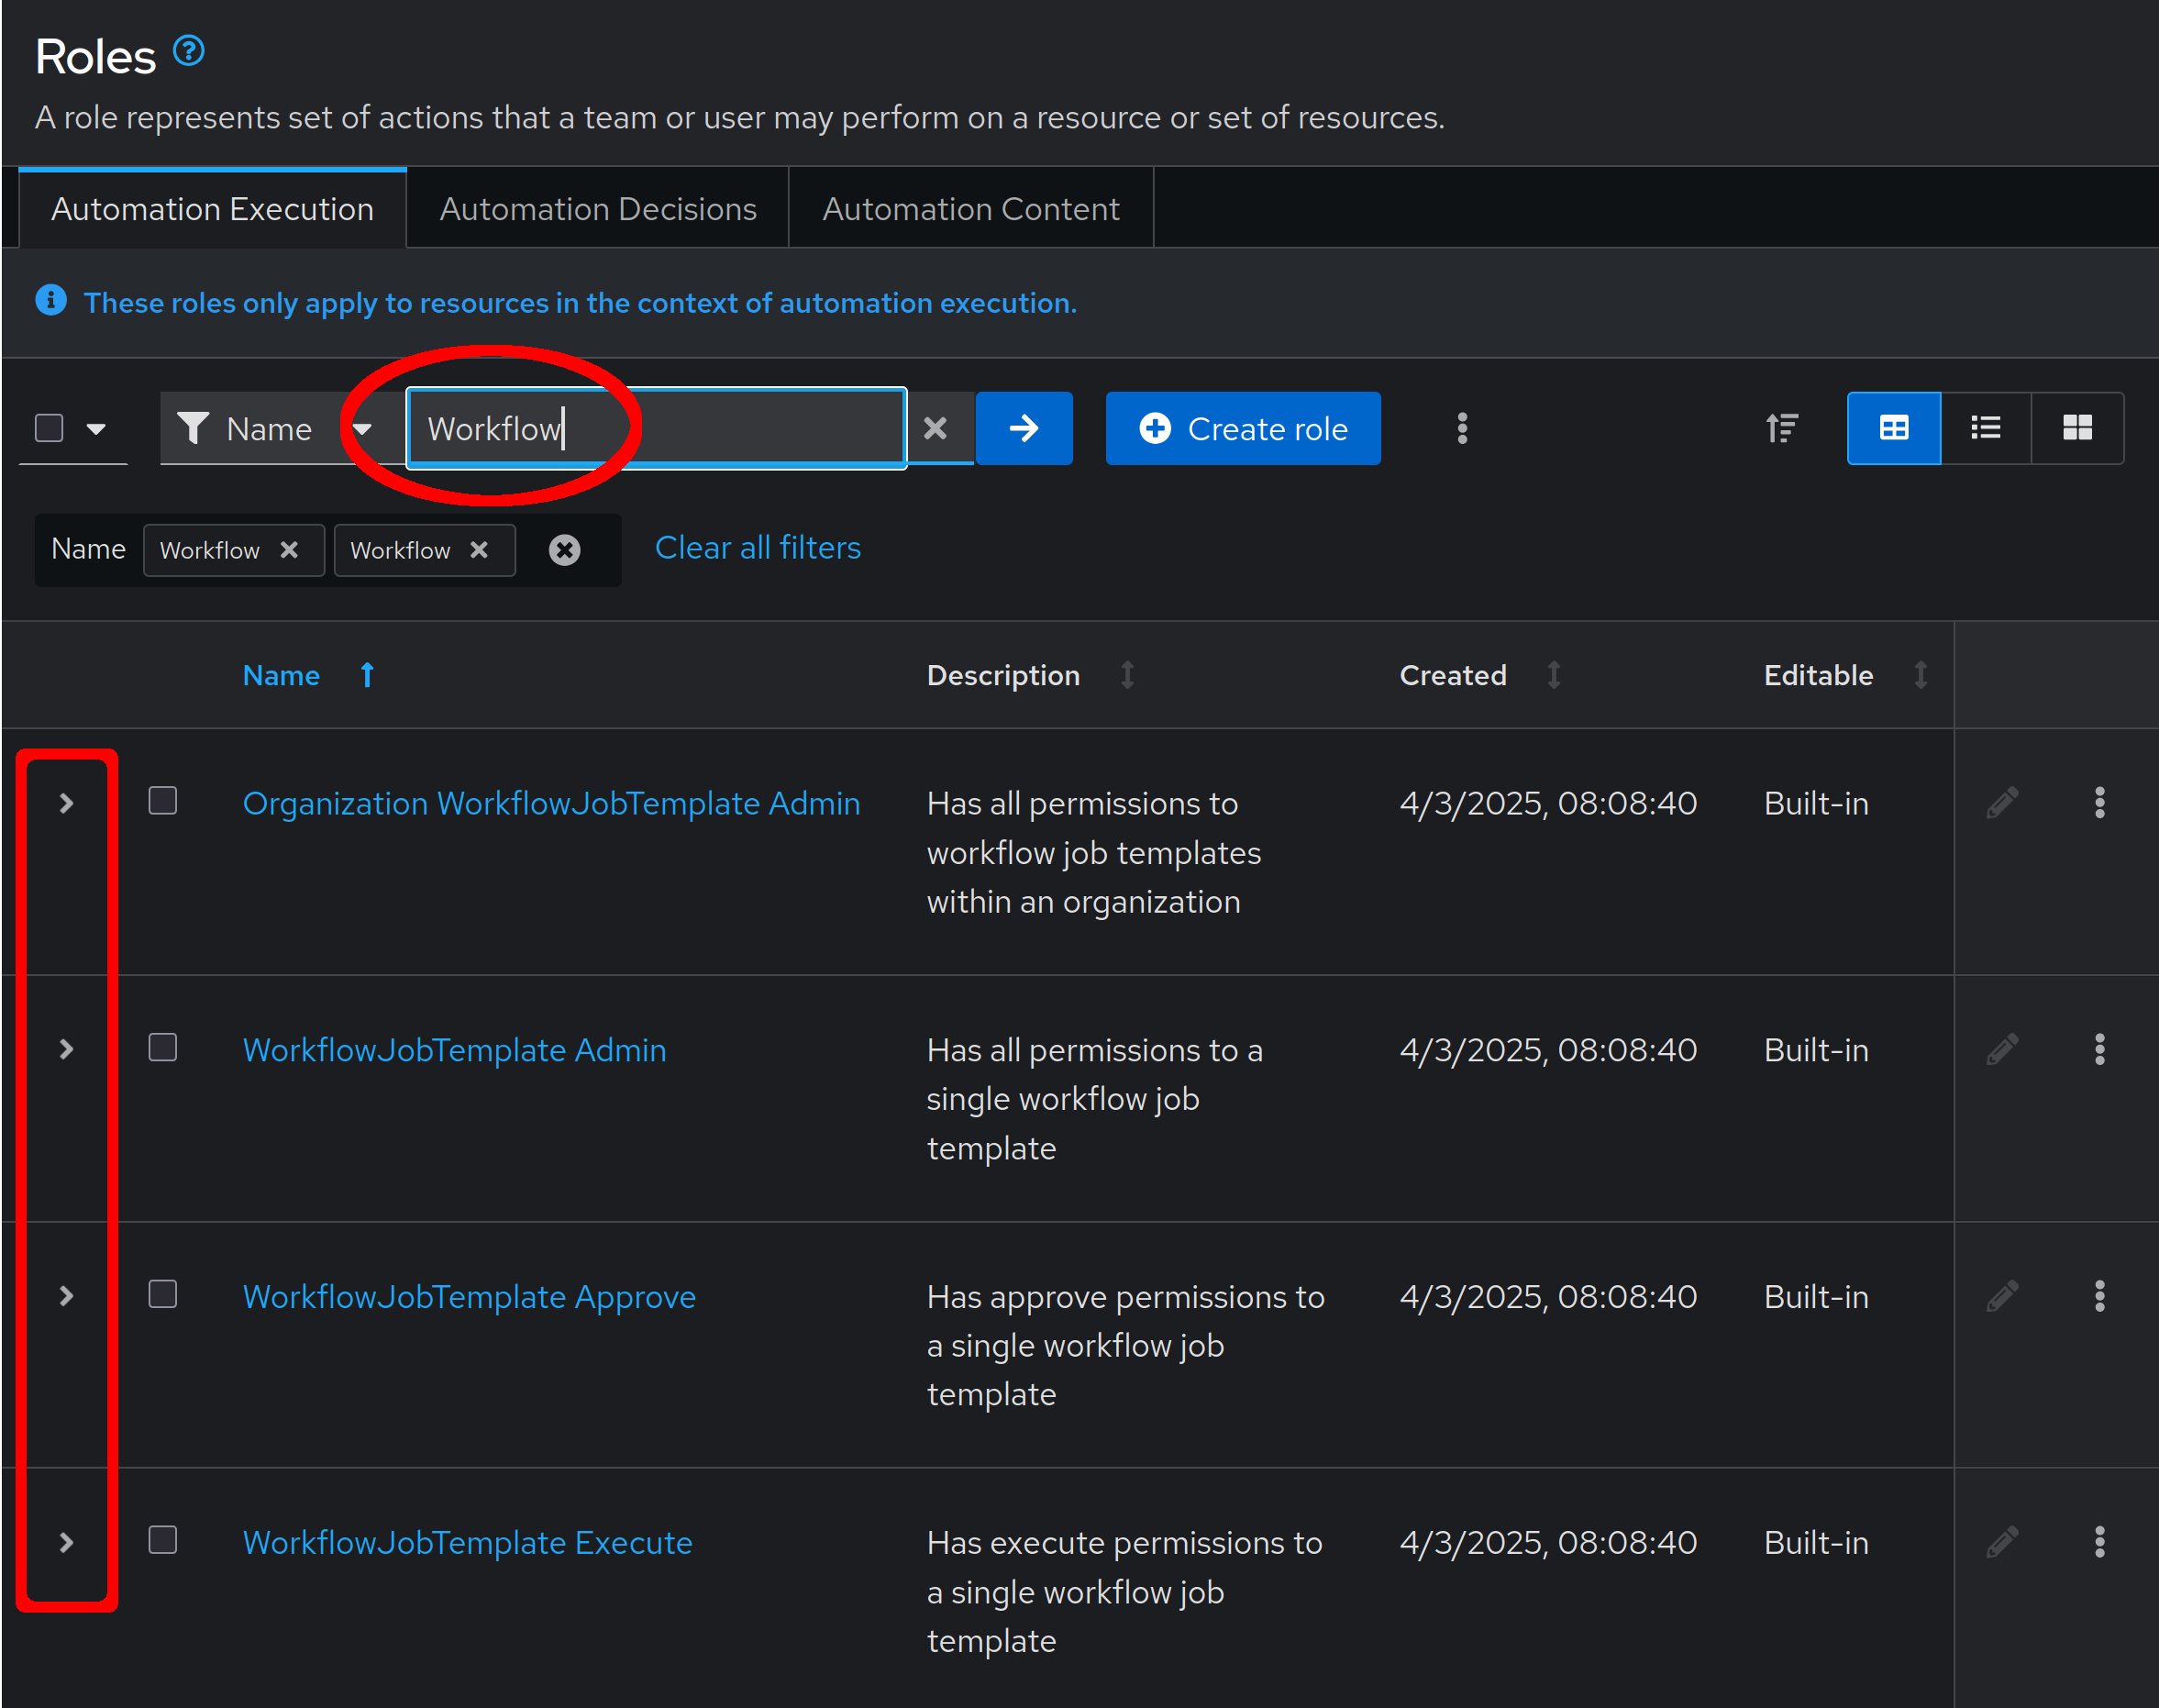 Roles
A role represents set of actions that a team or user may perform on a resource or set of resources.
Automation Execution Automation Decisions Automation Content
These roles only apply to resources in the context of automation execution.
Name Workflow Create role
Name Workflow Workflow Clear all filters
Name Description Created Editable
Organization WorkflowJobTemplate Admin Has all permissions to 4/3/2025, 08:08:40 Built-in
workflow job templates
within an organization
WorkflowJobTemplate Admin Has all permissions to a 4/3/2025, 08:08:40 Built-in
single workflow job
template
WorkflowJobTemplate Approve Has approve permissions to 4/3/2025, 08:08:40 Built-in
a single workflow job
template
WorkflowJobTemplate Execute Has execute permissions to 4/3/2025, 08:08:40 Built-in
a single workflow job
template